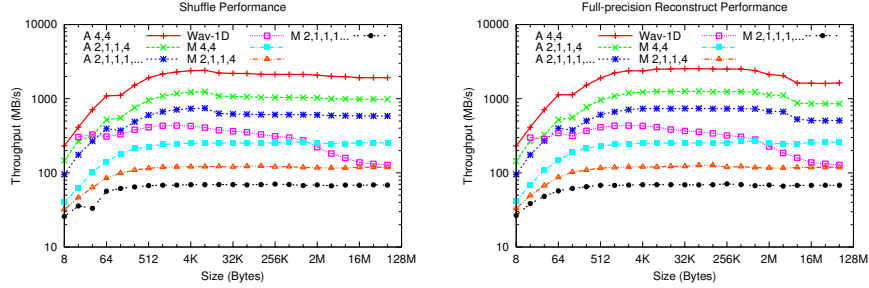 Shuffle Performance
10000
1000
100
10
Throughput (MB/s)
A 4,4
A 2,1,1,4
A 2,1,1,1,...
Wav-1D
M 4,4
M 2,1,1,4
M 2,1,1,1,...
8 64 512 4K 32K 256K 2M 16M 128M
Size (Bytes)
Full-precision Reconstruct Performance
10000
1000
100
10
Throughput (MB/s)
A 4,4
A 2,1,1,4
A 2,1,1,1,...
Wav-1D
M 4,4
M 2,1,1,4
M 2,1,1,1,...
8 64 512 4K 32K 256K 2M 16M 128M
Size (Bytes)